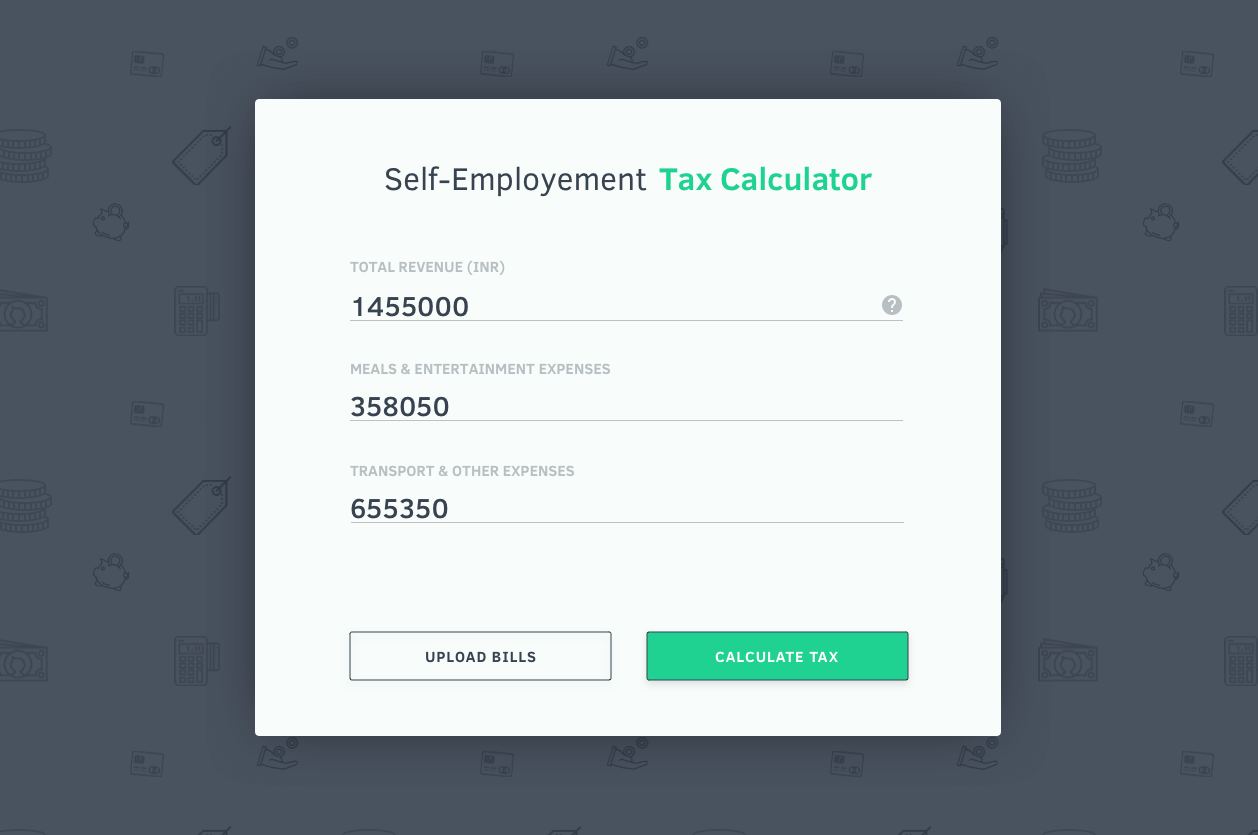 Self-Employement Tax Calculator
TOTAL REVENUE (INR)
1455000
?
MEALS & ENTERTAINMENT EXPENSES
358050
TRANSPORT & OTHER EXPENSES
655350
UPLOAD BILLS
CALCULATE TAX